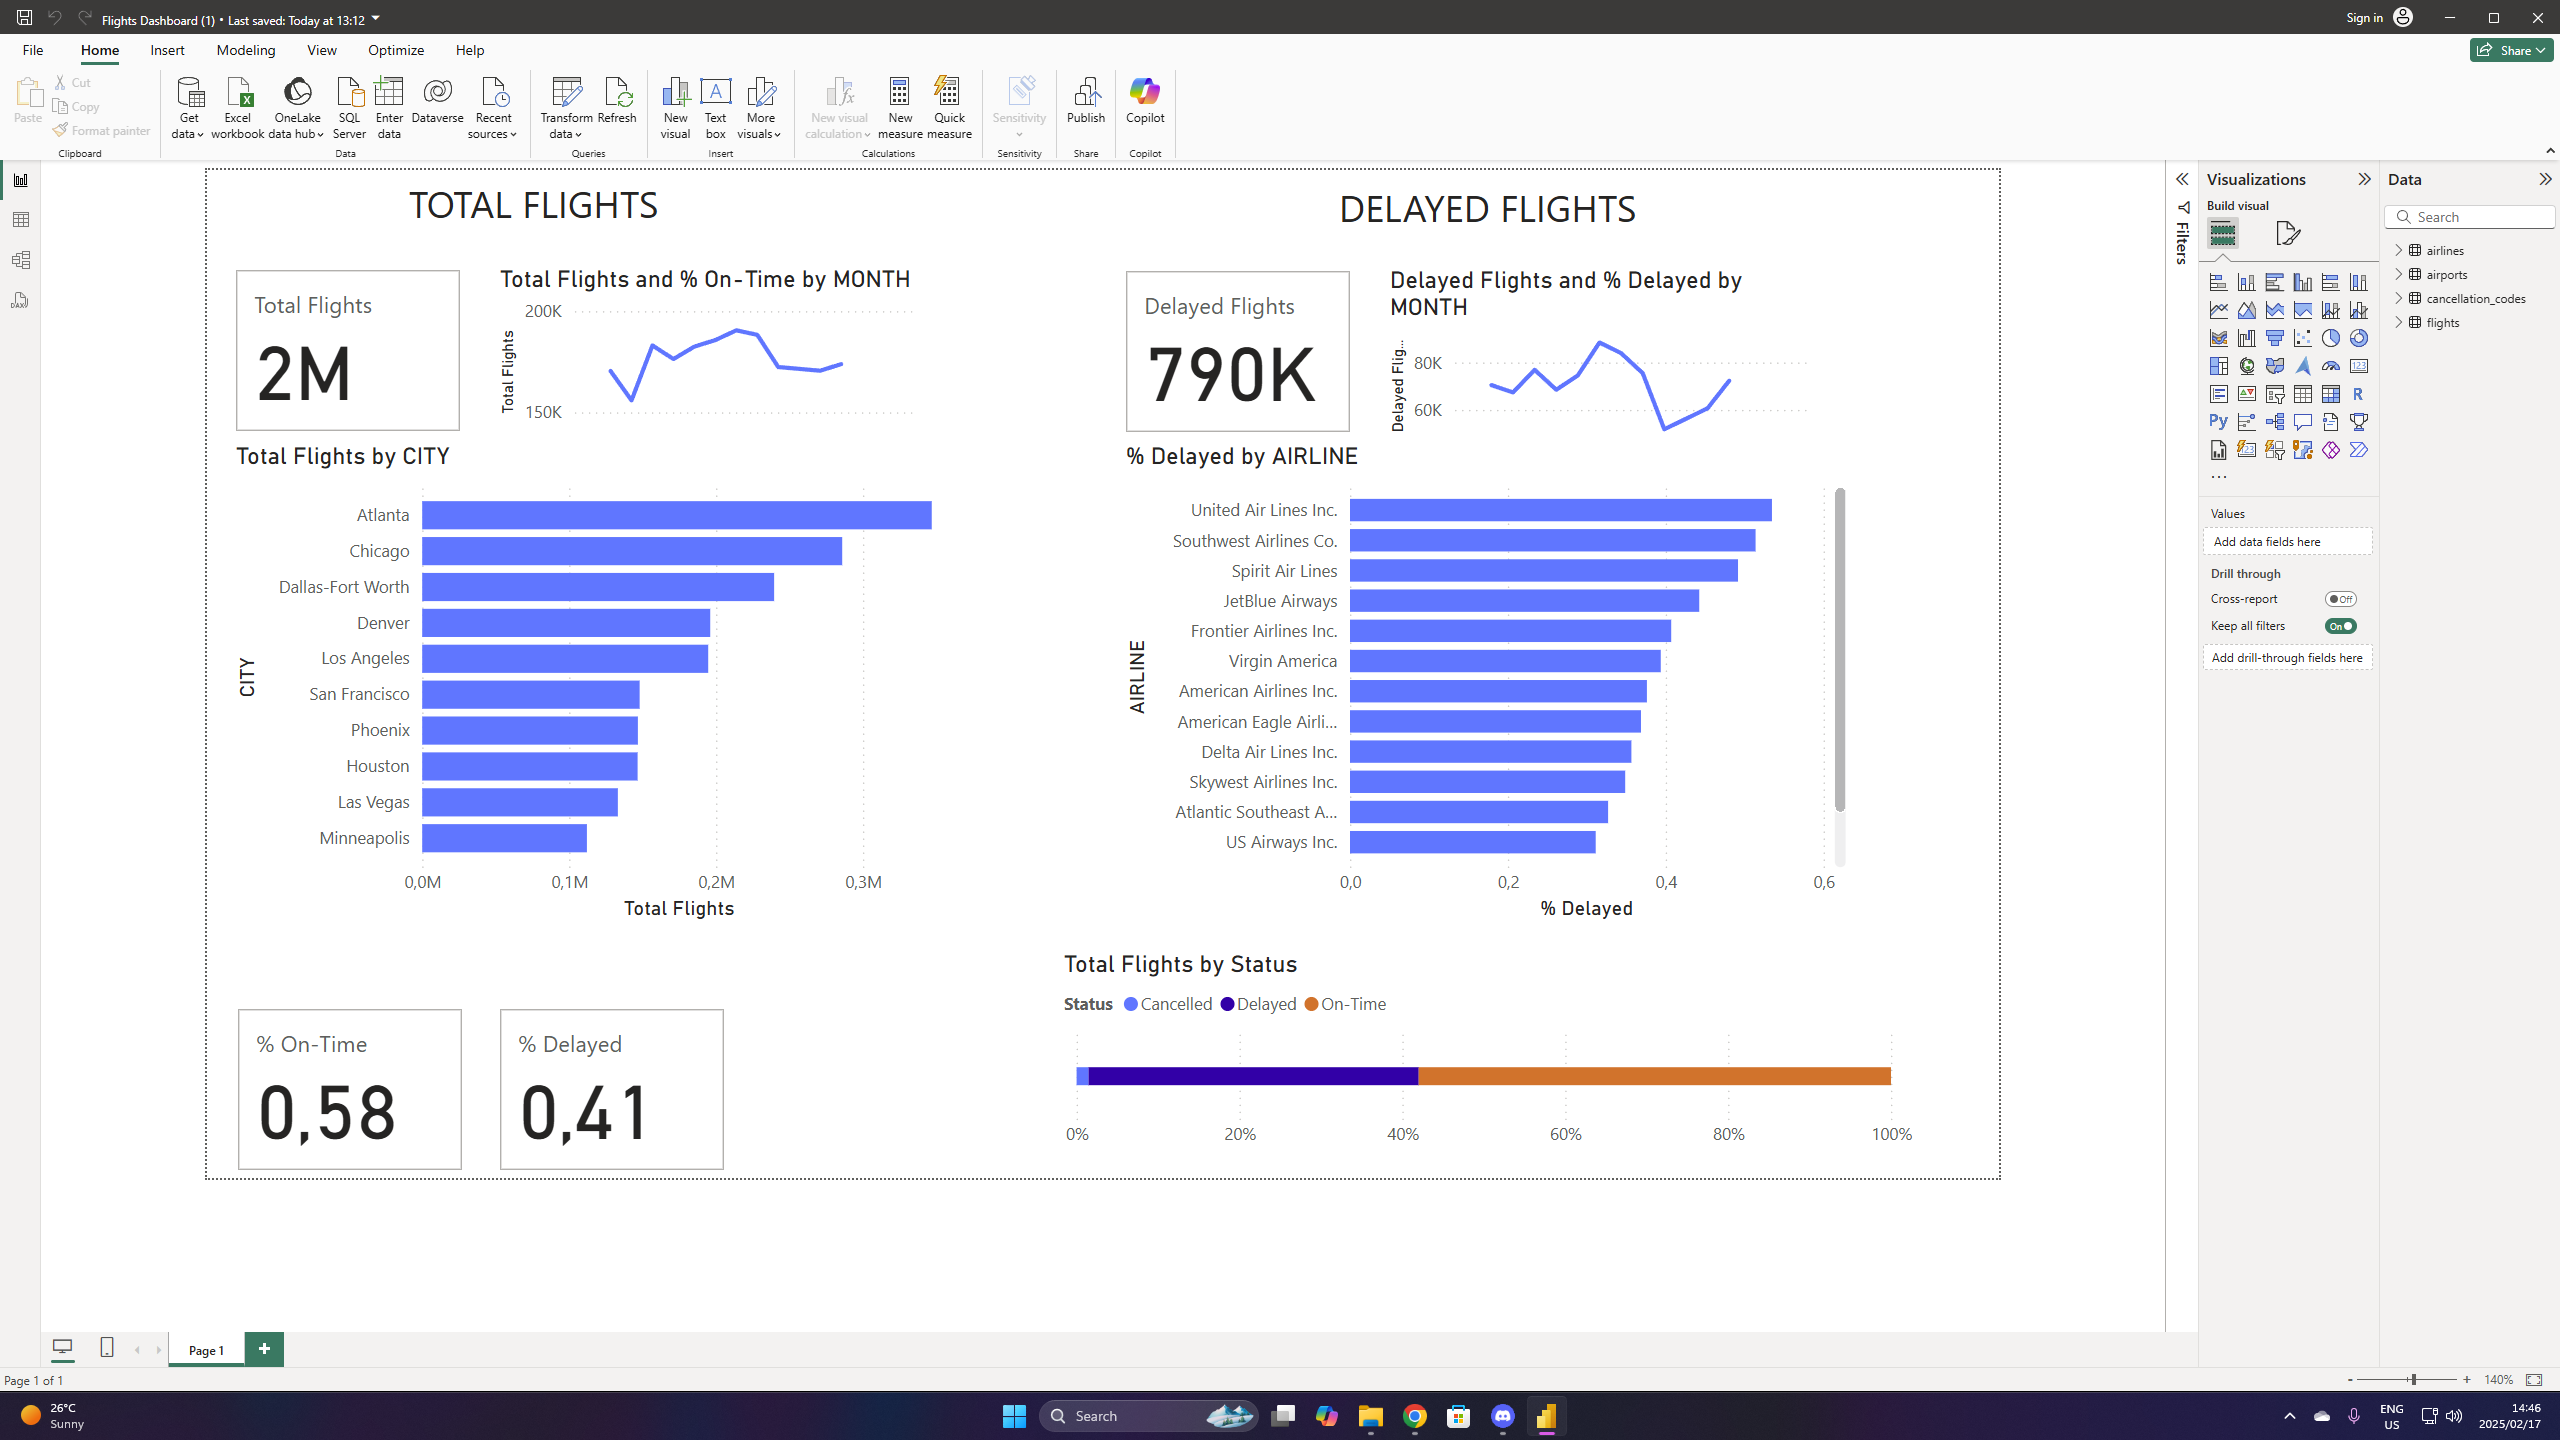 Flights Dashboard (1) • Last saved: Today at 13:12
Sign in
File Home Insert Modeling View Optimize Help
Share
Paste
Cut
Copy
Format painter
Clipboard
Get data
Excel workbook
OneLake data hub
SQL Server
Enter data
Dataverse
Recent sources
Data
Transform data
Refresh
Queries
New visual
Text box
More visuals
Insert
New visual calculation
New measure
Quick measure
Calculations
Sensitivity
Sensitivity
Publish
Share
Copilot
Copilot
TOTAL FLIGHTS
Total Flights
2M
Total Flights and % On-Time by MONTH
Total Flights
200K
150K
Total Flights by CITY
CITY
Atlanta
Chicago
Dallas-Fort Worth
Denver
Los Angeles
San Francisco
Phoenix
Houston
Las Vegas
Minneapolis
0,0M 0,1M 0,2M 0,3M
Total Flights
% On-Time
0,58
% Delayed
0,41
DELAYED FLIGHTS
Delayed Flights
790K
Delayed Flights and % Delayed by
MONTH
Delayed Flig...
80K
60K
% Delayed by AIRLINE
AIRLINE
United Air Lines Inc.
Southwest Airlines Co.
Spirit Air Lines
JetBlue Airways
Frontier Airlines Inc.
Virgin America
American Airlines Inc.
American Eagle Airli...
Delta Air Lines Inc.
Skywest Airlines Inc.
Atlantic Southeast A...
US Airways Inc.
0,0 0,2 0,4 0,6
% Delayed
Total Flights by Status
Status Cancelled Delayed On-Time
0% 20% 40% 60% 80% 100%
Filters
Visualizations
Build visual
123
R
Py
...
Values
Add data fields here
Drill through
Cross-report
Off
Keep all filters
On
Add drill-through fields here
Data
Search
airlines
airports
cancellation_codes
flights
Page 1
Page 1 of 1
- + 140%
26°C
Sunny
Search
ENG
US
14:46
2025/02/17